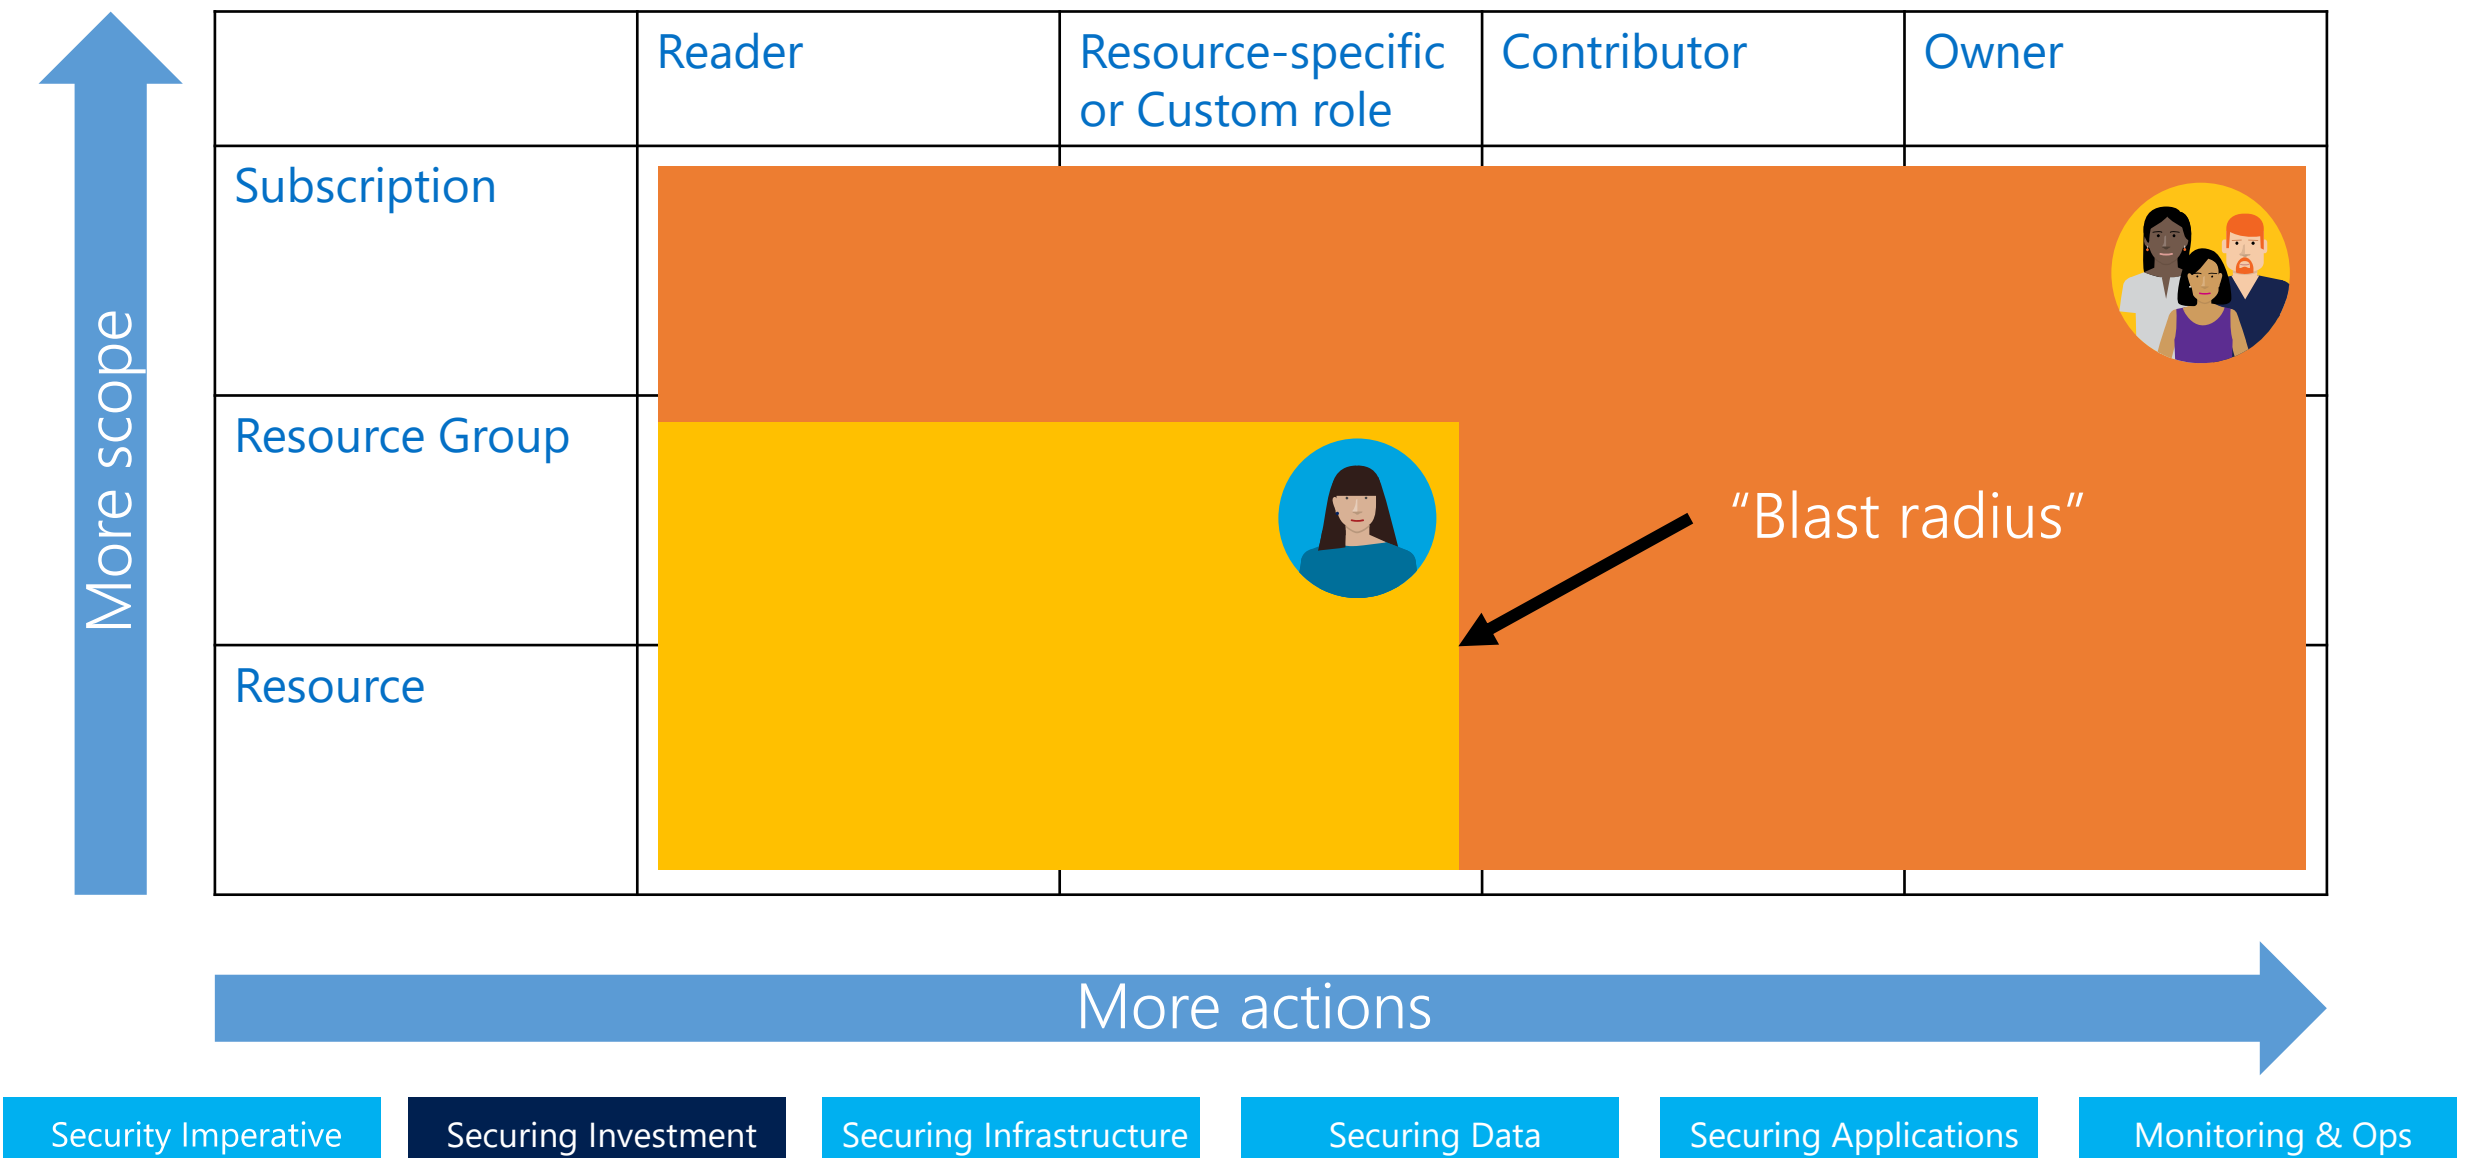 Reader
Resource-specific
or Custom role
Contributor
Owner
Subscription
Resource Group
Resource
More scope
“Blast radius”
More actions
Security Imperative
Securing Investment
Securing Infrastructure
Securing Data
Securing Applications
Monitoring & Ops